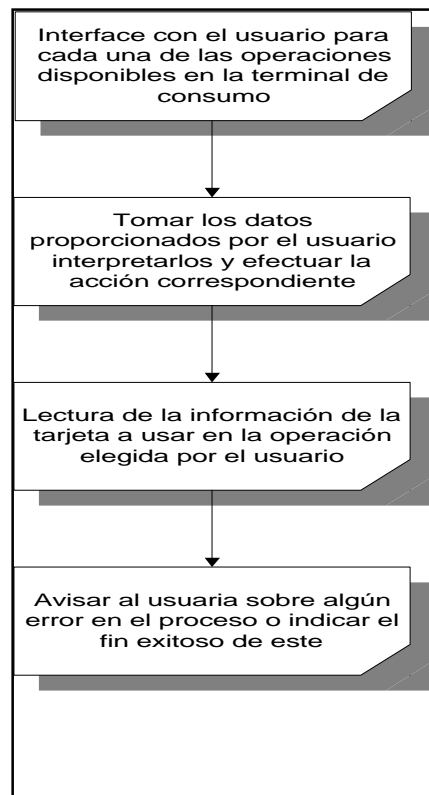 Interface con el usuario para
cada una de las operaciones
disponibles en la terminal de
consumo
Tomar los datos
proporcionados por el usuario
interpretarlos y efectuar la
acción correspondiente
Lectura de la información de la
tarjeta a usar en la operación
elegida por el usuario
Avisar al usuaria sobre algún
error en el proceso o indicar el
fin exitoso de este